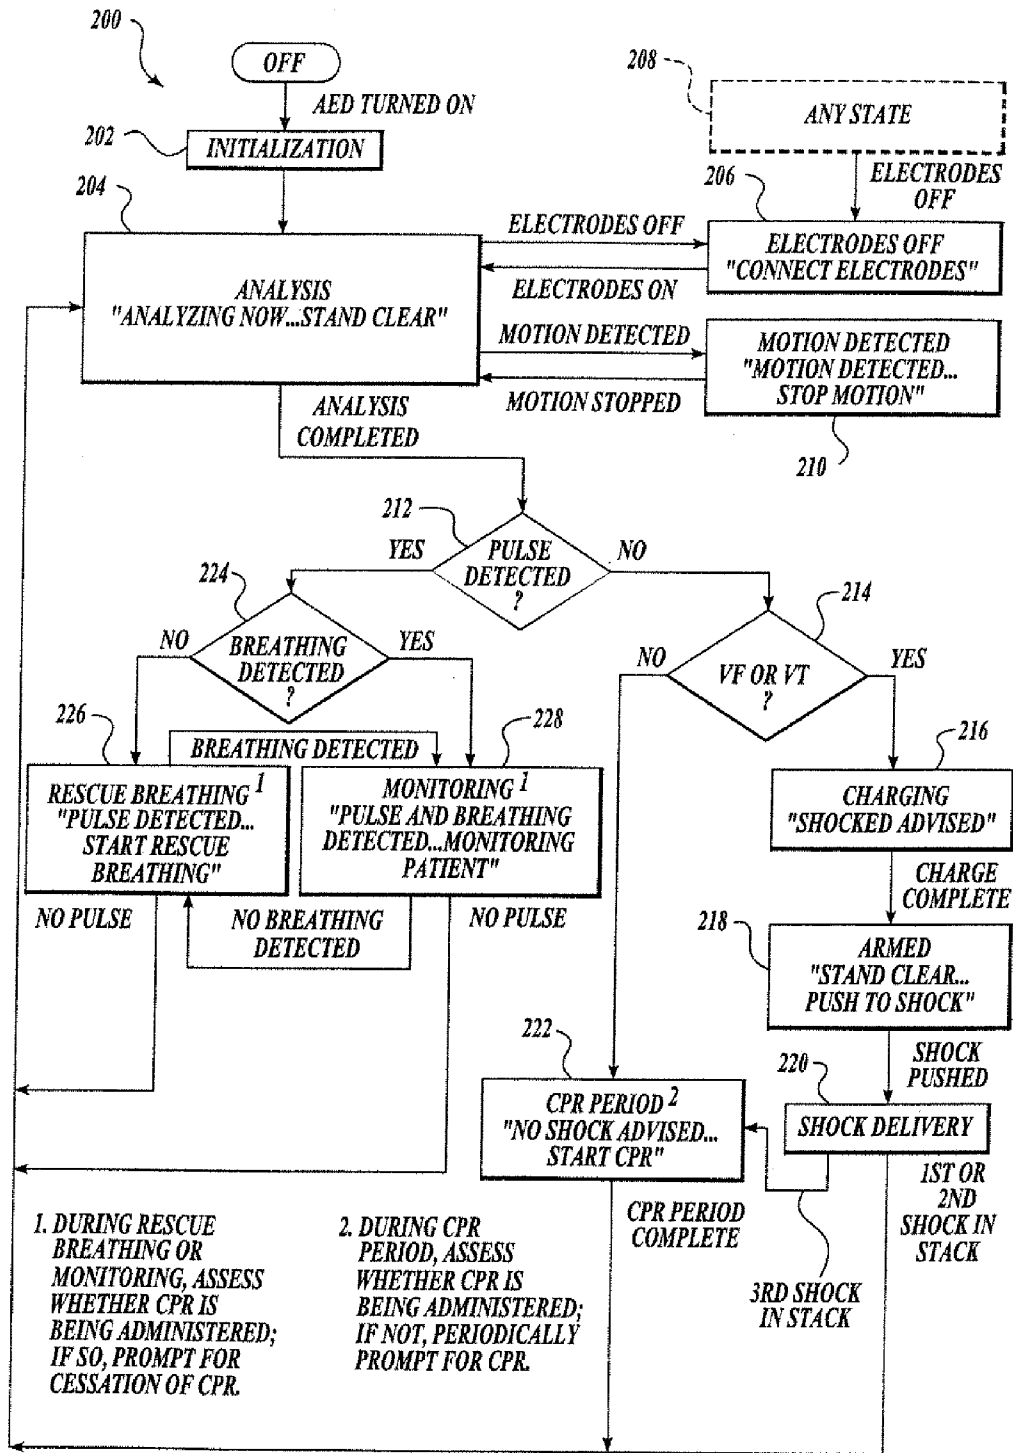 200
OFF
AED TURNED ON
202
INITIALIZATION
208
ANY STATE
ELECTRODES
OFF
204
206
ANALYSIS
"ANALYZING NOW...STAND CLEAR"
ELECTRODES OFF
ELECTRODES ON
ELECTRODES OFF
"CONNECT ELECTRODES"
MOTION DETECTED
MOTION STOPPED
MOTION DETECTED
"MOTION DETECTED...
STOP MOTION"
210
ANALYSIS
COMPLETED
212
PULSE
DETECTED
?
YES
NO
224
BREATHING
DETECTED
?
NO
YES
214
VF OR VT
?
NO
YES
226
BREATHING DETECTED
228
216
RESCUE BREATHING 1
"PULSE DETECTED...
START RESCUE
BREATHING"
MONITORING 1
"PULSE AND BREATHING
DETECTED...MONITORING
PATIENT"
CHARGING
"SHOCKED ADVISED"
NO PULSE
NO BREATHING
DETECTED
NO PULSE
CHARGE
COMPLETE
218
ARMED
"STAND CLEAR...
PUSH TO SHOCK"
SHOCK
PUSHED
222
220
CPR PERIOD 2
"NO SHOCK ADVISED...
START CPR"
SHOCK DELIVERY
CPR PERIOD
COMPLETE
1ST OR
2ND
SHOCK IN
STACK
3RD SHOCK
IN STACK
1. DURING RESCUE
BREATHING OR
MONITORING, ASSESS
WHETHER CPR IS
BEING ADMINISTERED;
IF SO, PROMPT FOR
CESSATION OF CPR.
2. DURING CPR
PERIOD, ASSESS
WHETHER CPR IS
BEING ADMINISTERED;
IF NOT, PERIODICALLY
PROMPT FOR CPR.